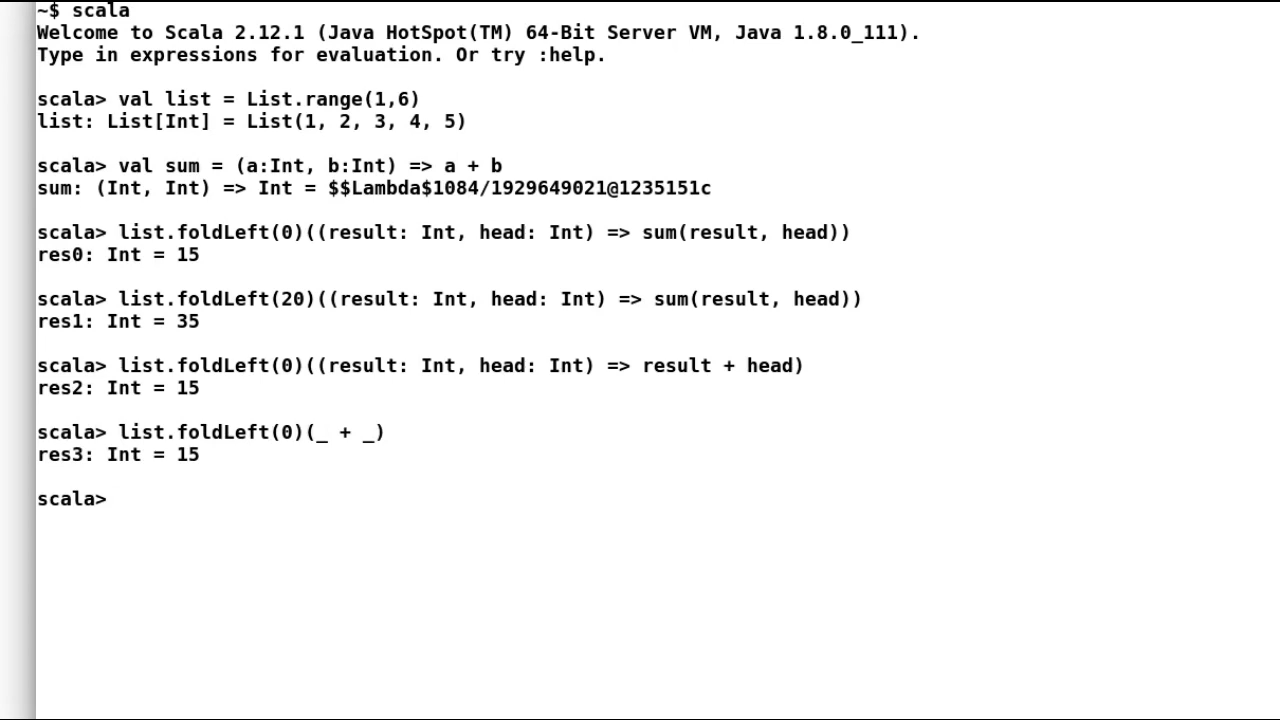 ~$ scala
Welcome to Scala 2.12.1 (Java HotSpot(TM) 64-Bit Server VM, Java 1.8.0_111).
Type in expressions for evaluation. Or try :help.
scala> val list = List.range(1,6)
list: List[Int] = List(1, 2, 3, 4, 5)
scala> val sum = (a:Int, b:Int) => a + b
sum: (Int, Int) => Int = $$Lambda$1084/1929649021@1235151c
scala> list.foldLeft(0)((result: Int, head: Int) => sum(result, head))
res0: Int = 15
scala> list.foldLeft(20)((result: Int, head: Int) => sum(result, head))
res1: Int = 35
scala> list.foldLeft(0)((result: Int, head: Int) => result + head)
res2: Int = 15
scala> list.foldLeft(0)(_ + _)
res3: Int = 15
scala>